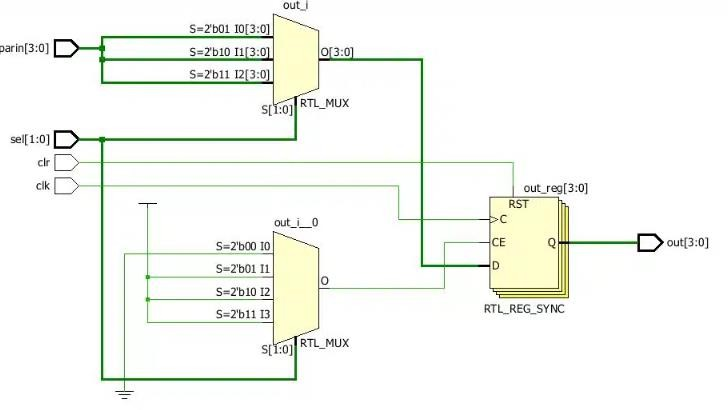 out_i
S=2'b01 I0[3:0]
parin[3:0]
S=2'b10 I1[3:0]
O[3:0]
S=2'b11 I2[3:0]
S[1:0]
RTL_MUX
sel[1:0]
clr
clk
out_reg[3:0]
RST
C
CE
Q
out[3:0]
D
RTL_REG_SYNC
out_i__0
S=2'b00 I0
S=2'b01 I1
O
S=2'b10 I2
S=2'b11 I3
S[1:0]
RTL_MUX